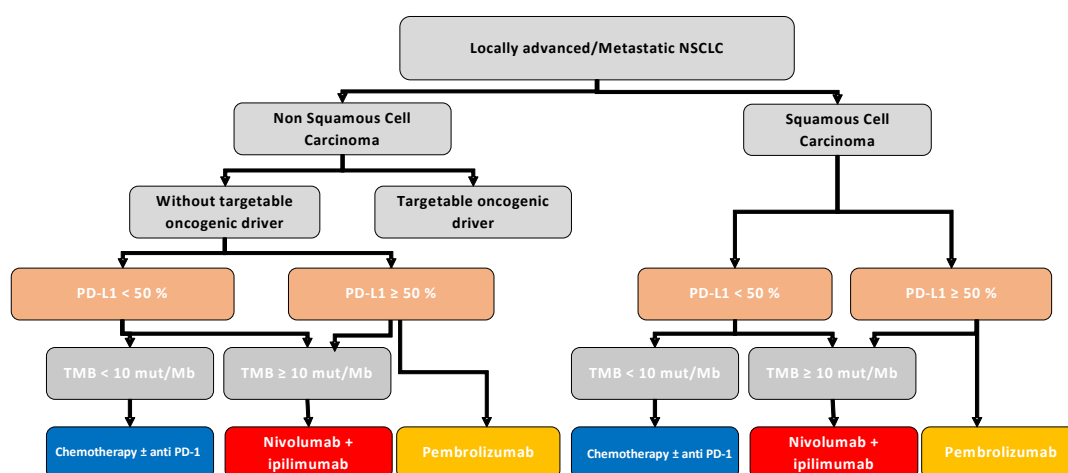 Locally advanced/Metastatic NSCLC
Non Squamous Cell
Carcinoma
Squamous Cell
Carcinoma
Without targetable
oncogenic driver
Targetable oncogenic
driver
PD-L1 < 50 %
PD-L1 ≥ 50 %
PD-L1 < 50 %
PD-L1 ≥ 50 %
TMB < 10 mut/Mb
TMB ≥ 10 mut/Mb
TMB < 10 mut/Mb
TMB ≥ 10 mut/Mb
Chemotherapy ± anti PD-1
Nivolumab +
ipilimumab
Pembrolizumab
Chemotherapy ± anti PD-1
Nivolumab +
ipilimumab
Pembrolizumab